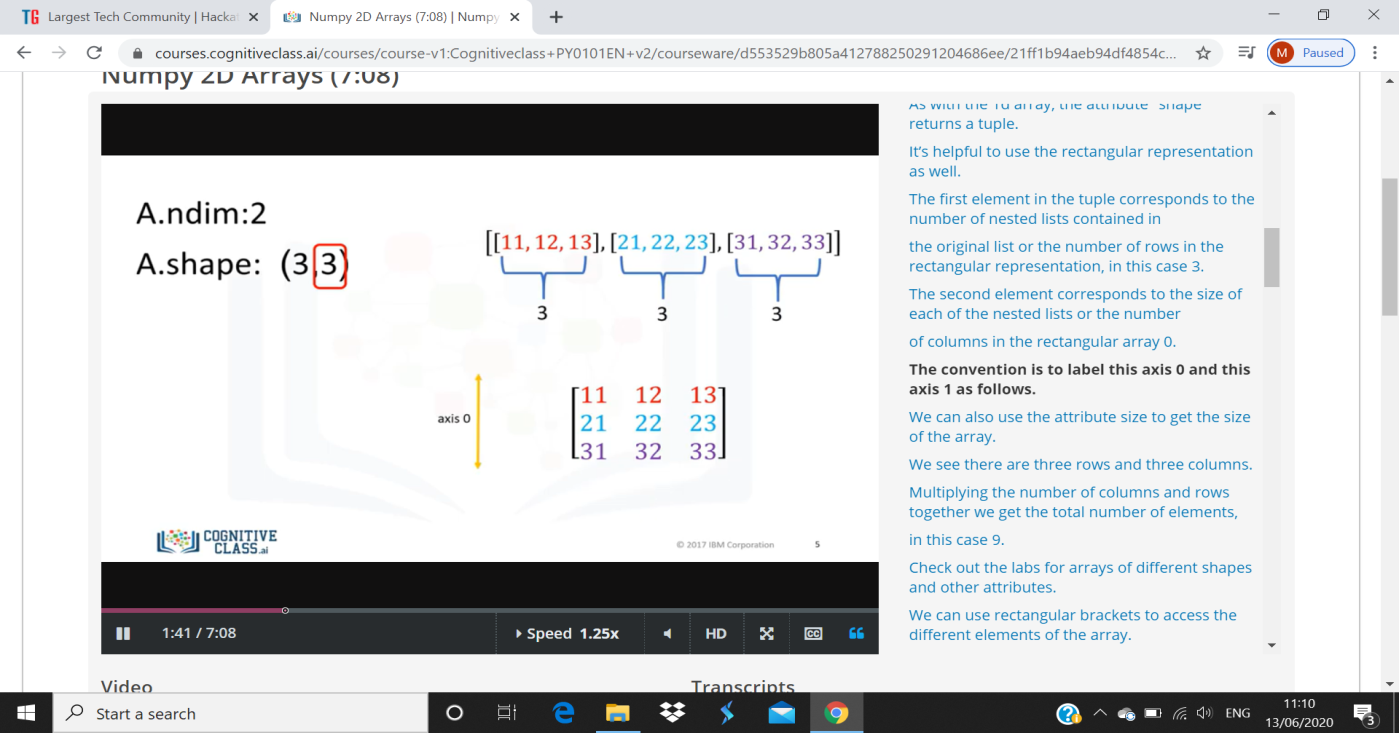 TG Largest Tech Community | Hacka
Numpy 2D Arrays (7:08) | Numpy
courses.cognitiveclass.ai/courses/course-v1:Cognitiveclass+PY0101EN+v2/courseware/d553529b805a412788250291204686ee/21ff1b94aeb94df4854c...
M Paused
Numpy 2D Arrays (7:08)
A.ndim:2
A.shape: (3,3)
[[11, 12, 13], [21, 22, 23], [31, 32, 33]]
3 3 3
axis 0
11 12 13
21 22 23
31 32 33
COGNITIVE
CLASS.ai
© 2017 IBM Corporation 5
1:41 / 7:08
Speed 1.25x
HD
CC
As with the 1d array, the attribute "shape"
returns a tuple.
It's helpful to use the rectangular representation
as well.
The first element in the tuple corresponds to the
number of nested lists contained in
the original list or the number of rows in the
rectangular representation, in this case 3.
The second element corresponds to the size of
each of the nested lists or the number
of columns in the rectangular array 0.
The convention is to label this axis 0 and this
axis 1 as follows.
We can also use the attribute size to get the size
of the array.
We see there are three rows and three columns.
Multiplying the number of columns and rows
together we get the total number of elements,
in this case 9.
Check out the labs for arrays of different shapes
and other attributes.
We can use rectangular brackets to access the
different elements of the array.
Video
Transcripts
Start a search
ENG
11:10
13/06/2020
3